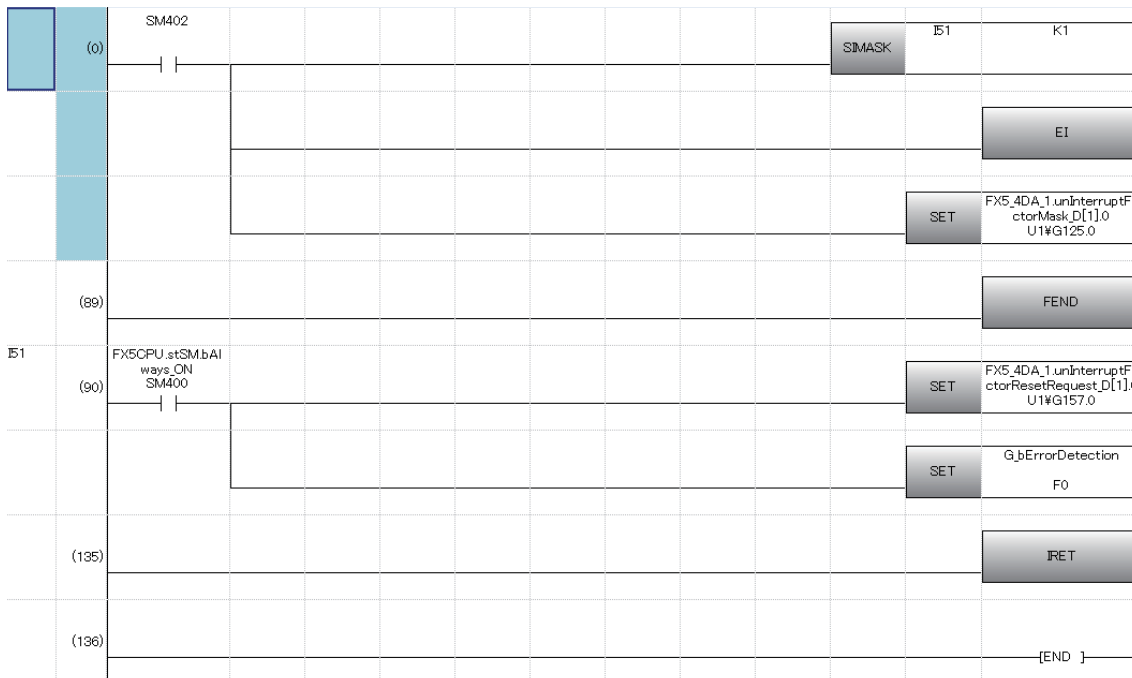 SM402
(0)
SIMASK I51 K1
EI
SET FX5_4DA_1.unInterruptF
ctorMask_D[1].0
U1¥G125.0
(89)
FEND
I51
FX5CPU.stSM.bAl
ways_ON
(90) SM400
SET FX5_4DA_1.unInterruptF
ctorResetRequest_D[1].
U1¥G157.0
SET G_bErrorDetection
F0
(135)
IRET
(136)
[END ]